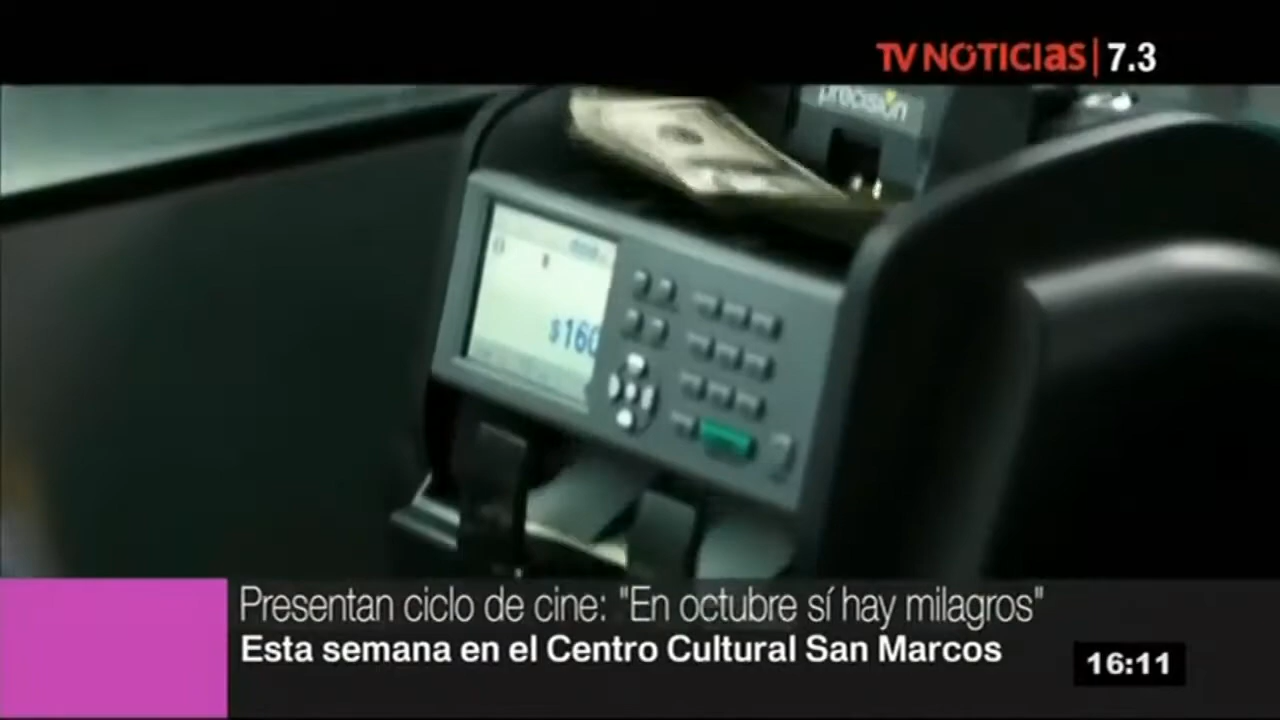 TV NOTICIAS 7.3
precisión
$160
Presentan ciclo de cine: "En octubre sí hay milagros"
Esta semana en el Centro Cultural San Marcos
16:11